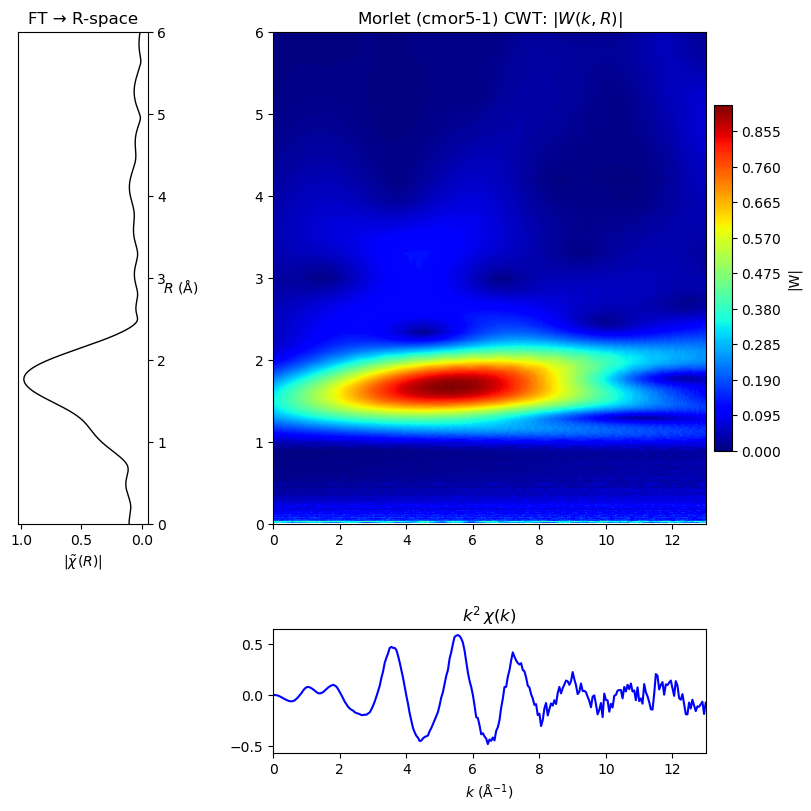 FT → R-space
Morlet (cmor5-1) CWT: |W(k, R)|
6
5
4
3
2
1
0
R (Å)
1.0 0.5 0.0
|χ̃(R)|
6
5
4
3
2
1
0
0 2 4 6 8 10 12
0.855
0.760
0.665
0.570
0.475
0.380
0.285
0.190
0.095
0.000
|W|
k² χ(k)
0.5
0.0
−0.5
0 2 4 6 8 10 12
k (Å⁻¹)